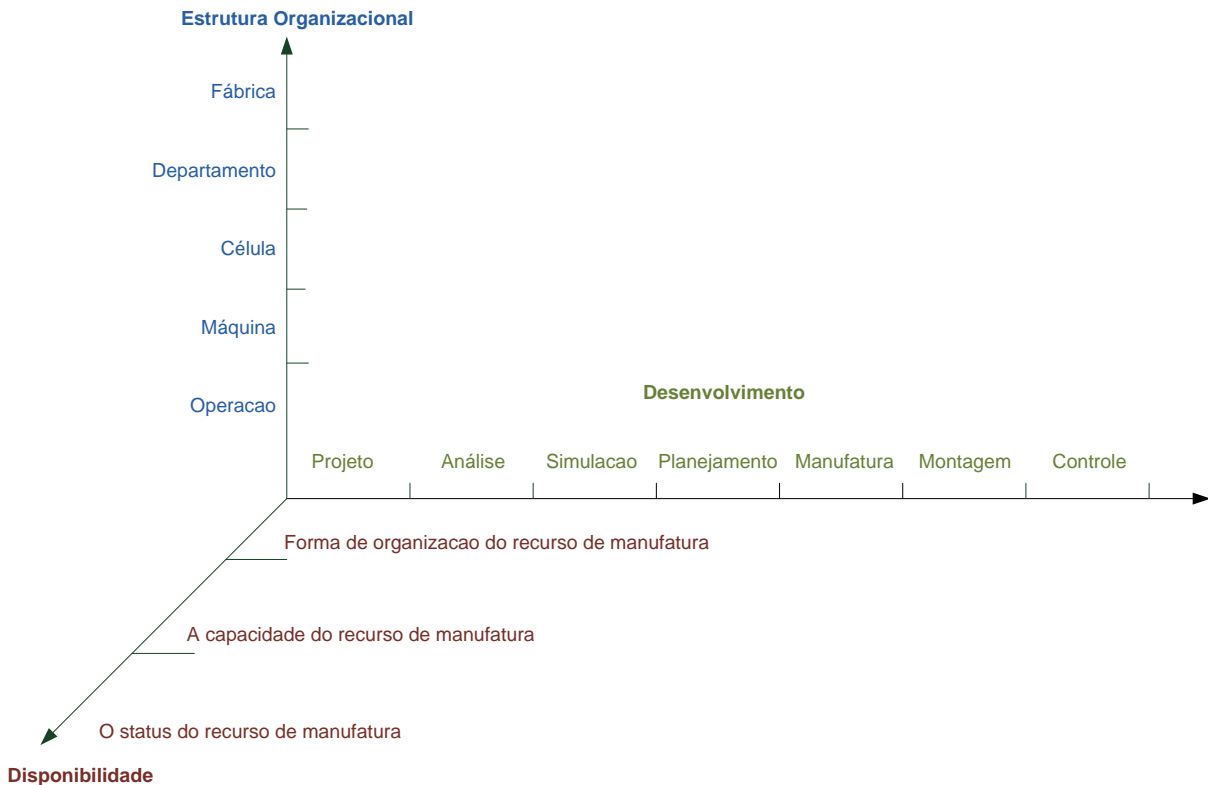 Estrutura Organizacional
Fábrica
Departamento
Célula
Máquina
Operacao
Desenvolvimento
Projeto Análise Simulacao Planejamento Manufatura Montagem Controle
Forma de organizacao do recurso de manufatura
A capacidade do recurso de manufatura
O status do recurso de manufatura
Disponibilidade